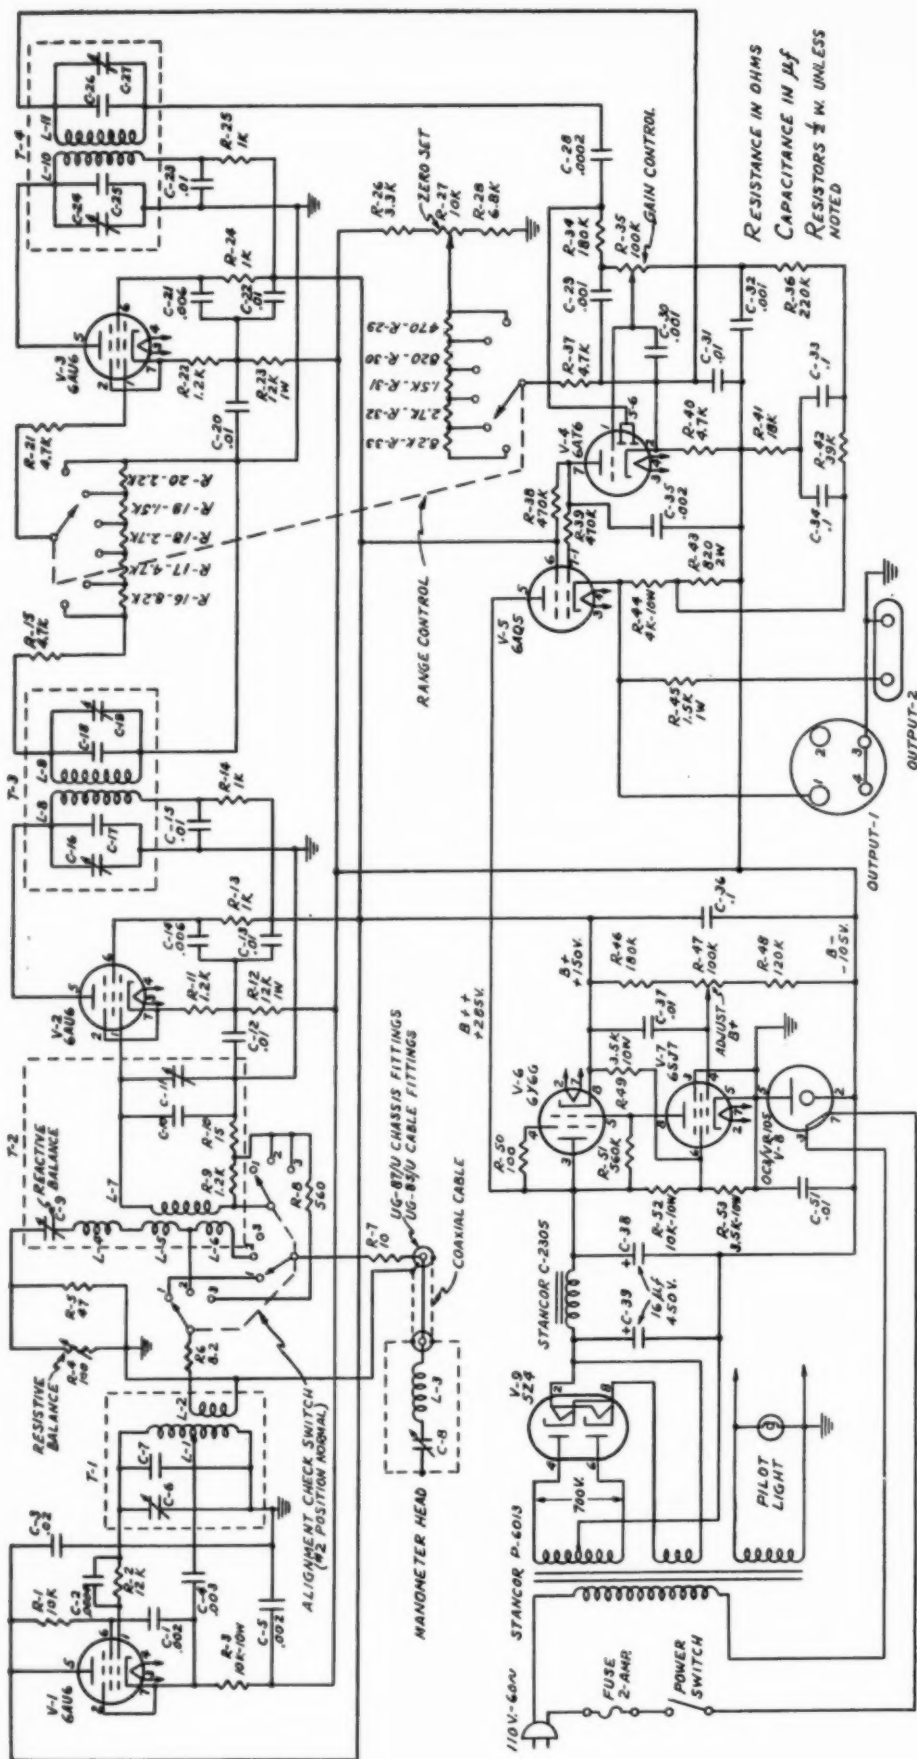 V-1
6AU6
R-1
10K
C-3
.02
C-2
R-2
12K
C-1
.002
C-4
.003
R-3
10K-10W
C-5
.002
T-1
C-7
C-6
L-1
L-2
RESISTIVE
BALANCE
R-4
100
R-5
47
R6
8.2
ALIGNMENT CHECK SWITCH
(#2 POSITION NORMAL)
T-2
REACTIVE
BALANCE
C-9
L-4
L-5
L-6
L-7
C-10
C-11
R-9
1.2K
R-10
15
R-8
560
R-7
10
UG-87/U CHASSIS FITTINGS
UG-85/U CABLE FITTINGS
COAXIAL CABLE
MANOMETER HEAD
C-8
L-3
V-2
6AU6
R-11
1.2K
R-12
12K
1W
C-12
.01
C-14
.006
C-13
.01
R-13
1K
T-3
L-8
L-9
C-16
C-17
C-18
C-19
C-15
.01
R-14
1K
R-15
4.7K
R-16-8.2K
R-17-4.7K
R-18-2.7K
R-19-1.5K
R-20-2.2K
R-21
4.7K
RANGE CONTROL
V-3
6AU6
R-22
1.2K
R-23
12K
1W
C-20
.01
C-21
.006
C-22
.01
R-24
1K
T-4
L-10
L-11
C-24
C-25
C-26
C-27
C-23
.01
R-25
1K
R-26
3.3K
ZERO SET
R-27
10K
R-28
6.8K
470-R-29
820-R-30
1.5K-R-31
2.7K-R-32
8.2K-R-33
C-28
.0002
R-34
180K
R-35
100K
GAIN CONTROL
C-29
.001
R-37
4.7K
C-30
.001
C-31
.01
C-32
.001
R-36
220K
V-4
6AT6
R-38
470K
R-39
470K
C-35
.002
R-40
4.7K
R-41
18K
C-33
.1
R-42
39K
C-34
.1
V-5
6AQ5
R-43
820
2W
R-44
4K-10W
R-45
1.5K
1W
OUTPUT-1
OUTPUT-2
RESISTANCE IN OHMS
CAPACITANCE IN μf
RESISTORS ½ W. UNLESS
NOTED
110V.-60~
FUSE
2-AMP.
POWER
SWITCH
STANCOR P-6013
700V.
PILOT
LIGHT
V-9
5Z4
STANCOR C-2305
+C-39
+C-38
16 μf
450V.
B++
+285V.
V-6
6Y6G
R-50
100
R-51
560K
R-49
3.5K
10W
R-52
10K-10W
R-53
3.5K-10W
V-7
6SJ7
C-37
.01
C-51
.01
OC3/VR-105
V-8
B+
+150V.
R-46
180K
R-47
100K
R-48
120K
ADJUST
B+
C-36
.1
B-
-105V.